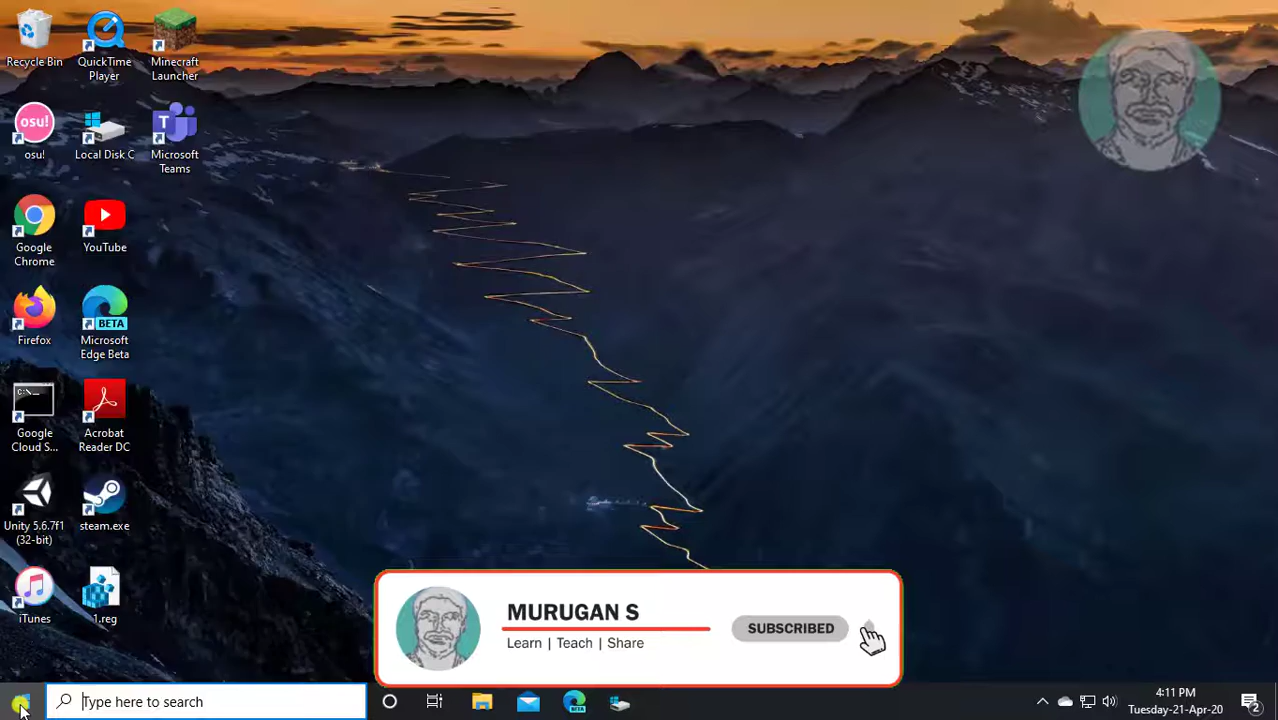 Recycle Bin
QuickTime
Player
Minecraft
Launcher
osu!
osu!
Local Disk C
T
Microsoft
Teams
Google
Chrome
YouTube
Firefox
BETA
Microsoft
Edge Beta
C:\_
Google
Cloud S...
Acrobat
Reader DC
Unity 5.6.7f1
(32-bit)
steam.exe
iTunes
1.reg
MURUGAN S
Learn | Teach | Share
SUBSCRIBED
Type here to search
BETA
4:11 PM
Tuesday-21-Apr-20
2